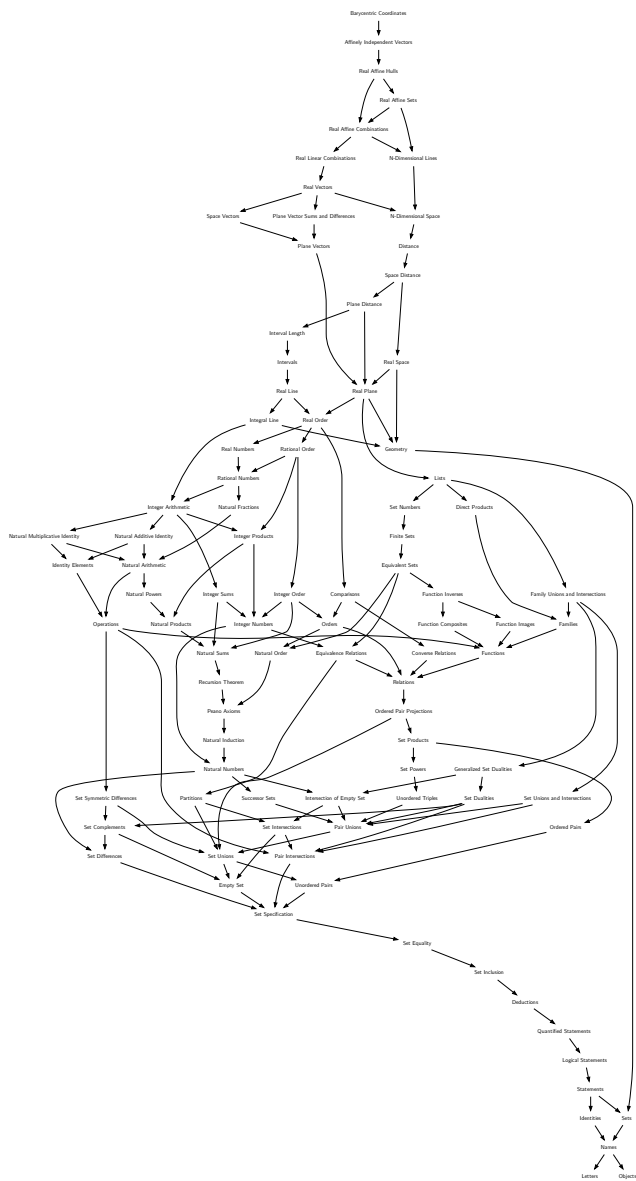 Barycentric Coordinates
Affinely Independent Vectors
Real Affine Hulls
Real Affine Sets
Real Affine Combinations
Real Linear Combinations
N-Dimensional Lines
Real Vectors
Space Vectors
Plane Vector Sums and Differences
N-Dimensional Space
Plane Vectors
Distance
Space Distance
Plane Distance
Interval Length
Intervals
Real Space
Real Line
Real Plane
Integral Line
Real Order
Real Numbers
Rational Order
Geometry
Rational Numbers
Lists
Integer Arithmetic
Natural Fractions
Set Numbers
Direct Products
Natural Multiplicative Identity
Natural Additive Identity
Integer Products
Finite Sets
Identity Elements
Natural Arithmetic
Equivalent Sets
Natural Powers
Integer Sums
Integer Order
Comparisons
Function Inverses
Family Unions and Intersections
Operations
Natural Products
Integer Numbers
Orders
Function Composites
Function Images
Families
Natural Sums
Natural Order
Equivalence Relations
Converse Relations
Functions
Recursion Theorem
Relations
Peano Axioms
Ordered Pair Projections
Natural Induction
Set Products
Natural Numbers
Set Powers
Generalized Set Dualities
Set Symmetric Differences
Partitions
Successor Sets
Intersection of Empty Set
Unordered Triples
Set Dualities
Set Unions and Intersections
Set Complements
Set Intersections
Pair Unions
Ordered Pairs
Set Differences
Set Unions
Pair Intersections
Empty Set
Unordered Pairs
Set Specification
Set Equality
Set Inclusion
Deductions
Quantified Statements
Logical Statements
Statements
Identities
Sets
Names
Letters
Objects